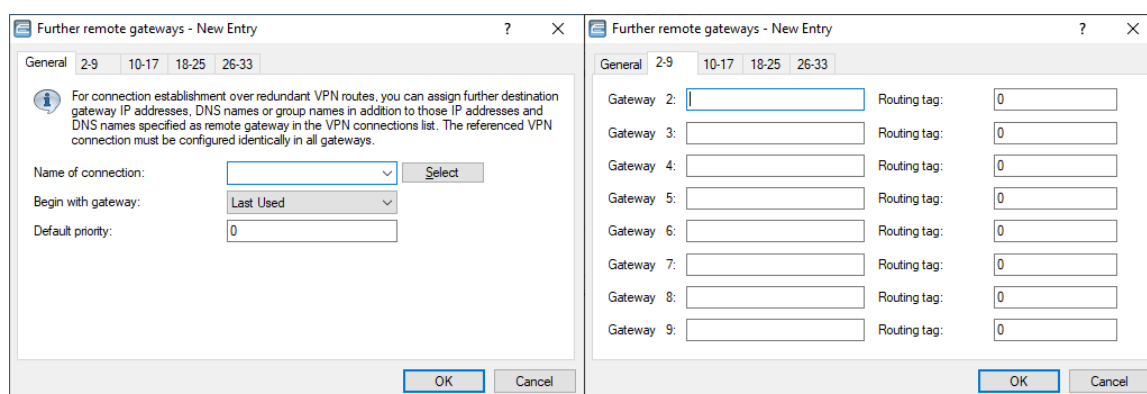 Further remote gateways - New Entry
? X
General 2-9 10-17 18-25 26-33
For connection establishment over redundant VPN routes, you can assign further destination
gateway IP addresses, DNS names or group names in addition to those IP addresses and
DNS names specified as remote gateway in the VPN connections list. The referenced VPN
connection must be configured identically in all gateways.
Name of connection: Select
Begin with gateway: Last Used
Default priority: 0
OK Cancel
Further remote gateways - New Entry
? X
General 2-9 10-17 18-25 26-33
Gateway 2: Routing tag: 0
Gateway 3: Routing tag: 0
Gateway 4: Routing tag: 0
Gateway 5: Routing tag: 0
Gateway 6: Routing tag: 0
Gateway 7: Routing tag: 0
Gateway 8: Routing tag: 0
Gateway 9: Routing tag: 0
OK Cancel